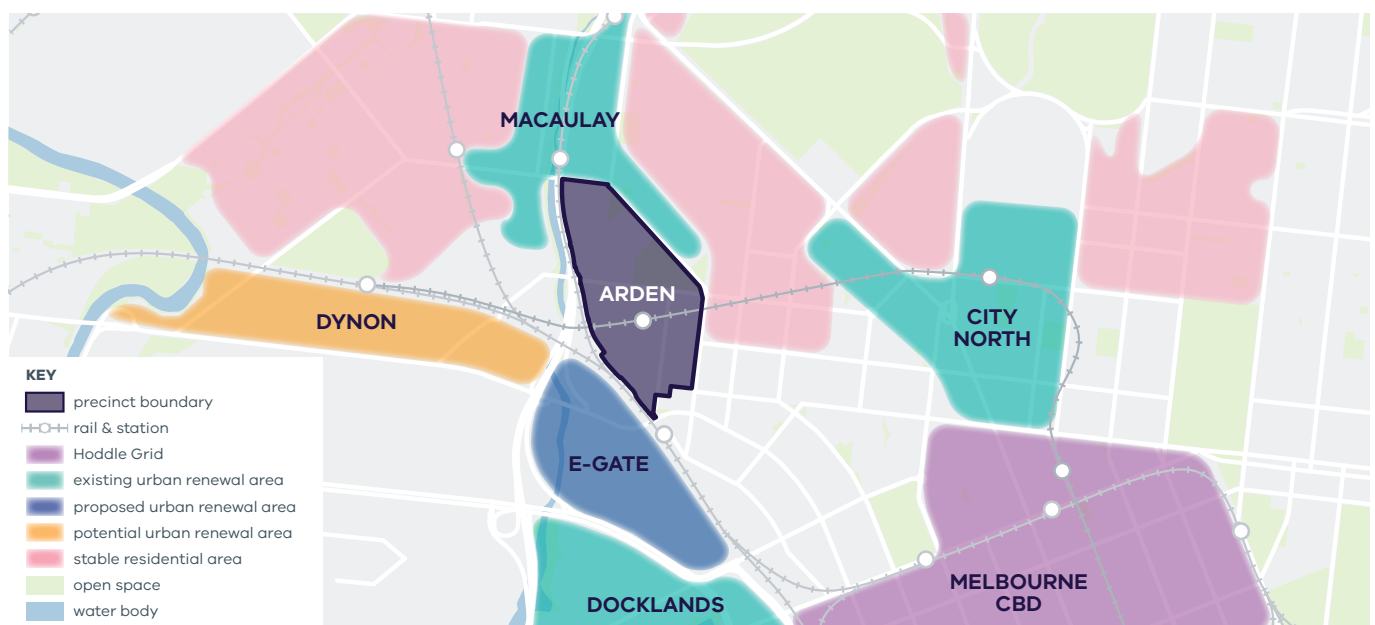 MACAULAY
ARDEN
DYNON
CITY
NORTH
E-GATE
MELBOURNE
CBD
DOCKLANDS
KEY
precinct boundary
rail & station
Hoddle Grid
existing urban renewal area
proposed urban renewal area
potential urban renewal area
stable residential area
open space
water body